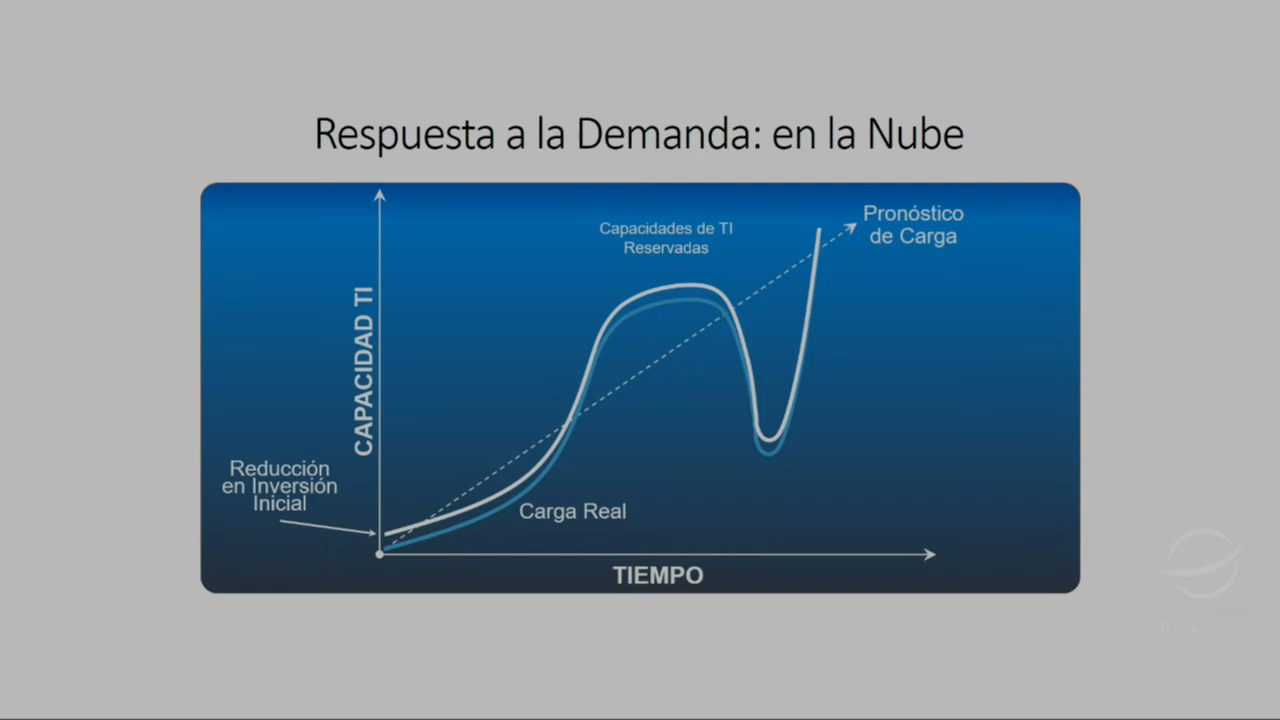 Respuesta a la Demanda: en la Nube
Capacidades de TI
Reservadas
Pronóstico
de Carga
CAPACIDAD TI
Reducción
en Inversión
Inicial
Carga Real
TIEMPO